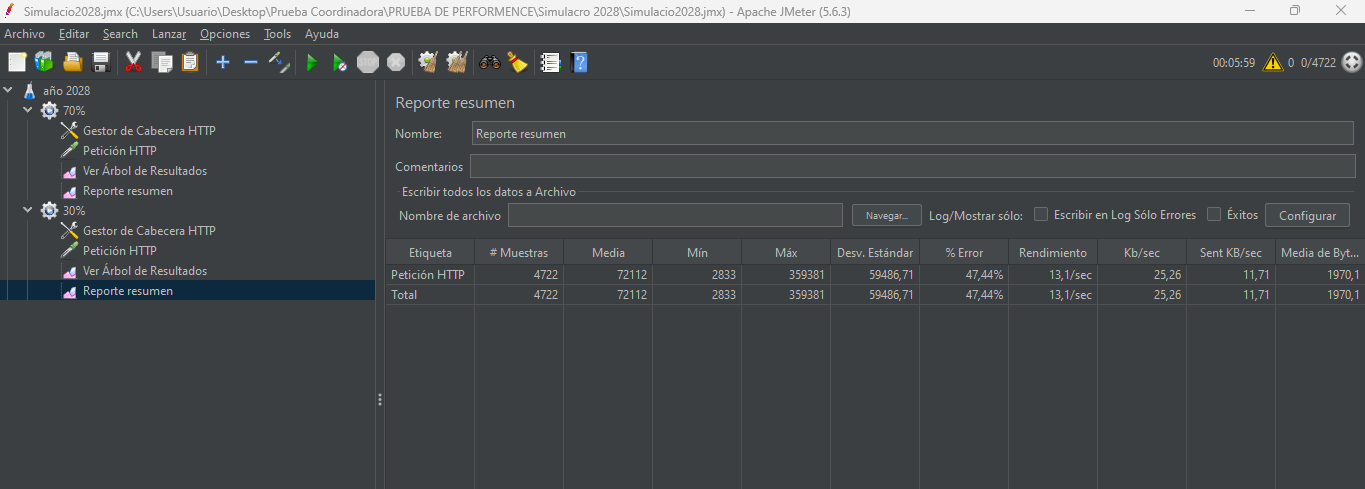 Simulacio2028.jmx (C:\Users\Usuario\Desktop\Prueba Coordinadora\PRUEBA DE PERFORMENCE\Simulacro 2028\Simulacio2028.jmx) - Apache JMeter (5.6.3)
Archivo Editar Search Lanzar Opciones Tools Ayuda
STOP 00:05:59 0 0/4722
año 2028
70%
Gestor de Cabecera HTTP
Petición HTTP
Ver Árbol de Resultados
Reporte resumen
30%
Gestor de Cabecera HTTP
Petición HTTP
Ver Árbol de Resultados
Reporte resumen
Reporte resumen
Nombre: Reporte resumen
Comentarios
Escribir todos los datos a Archivo
Nombre de archivo Navegar... Log/Mostrar sólo: Escribir en Log Sólo Errores Éxitos Configurar
Etiqueta # Muestras Media Mín Máx Desv. Estándar % Error Rendimiento Kb/sec Sent KB/sec Media de Byt...
Petición HTTP 4722 72112 2833 359381 59486,71 47,44% 13,1/sec 25,26 11,71 1970,1
Total 4722 72112 2833 359381 59486,71 47,44% 13,1/sec 25,26 11,71 1970,1